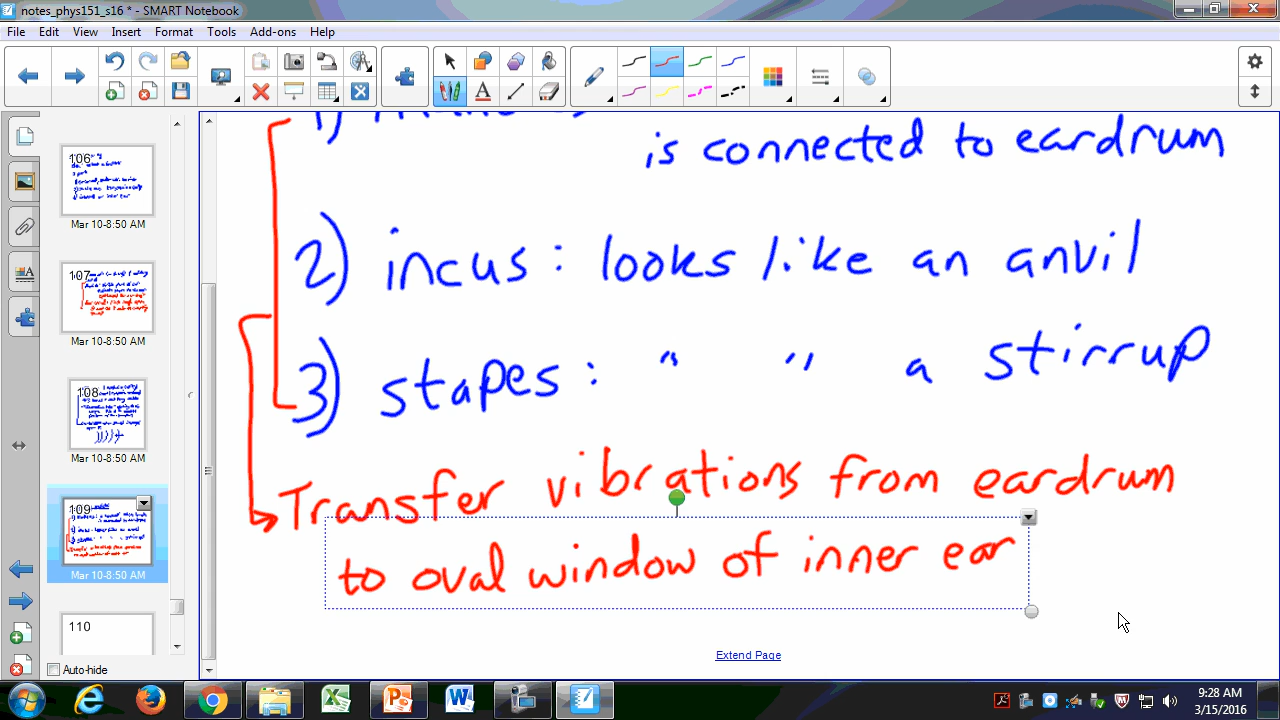 notes_phys151_s16 * - SMART Notebook
File Edit View Insert Format Tools Add-ons Help
is connected to eardrum
2) incus : looks like an anvil
3) stapes : " " a stirrup
Transfer vibrations from eardrum
to oval window of inner ear
Extend Page
106
Mar 10-8:50 AM
107
Mar 10-8:50 AM
108
Mar 10-8:50 AM
109
Mar 10-8:50 AM
110
Auto-hide
9:28 AM
3/15/2016